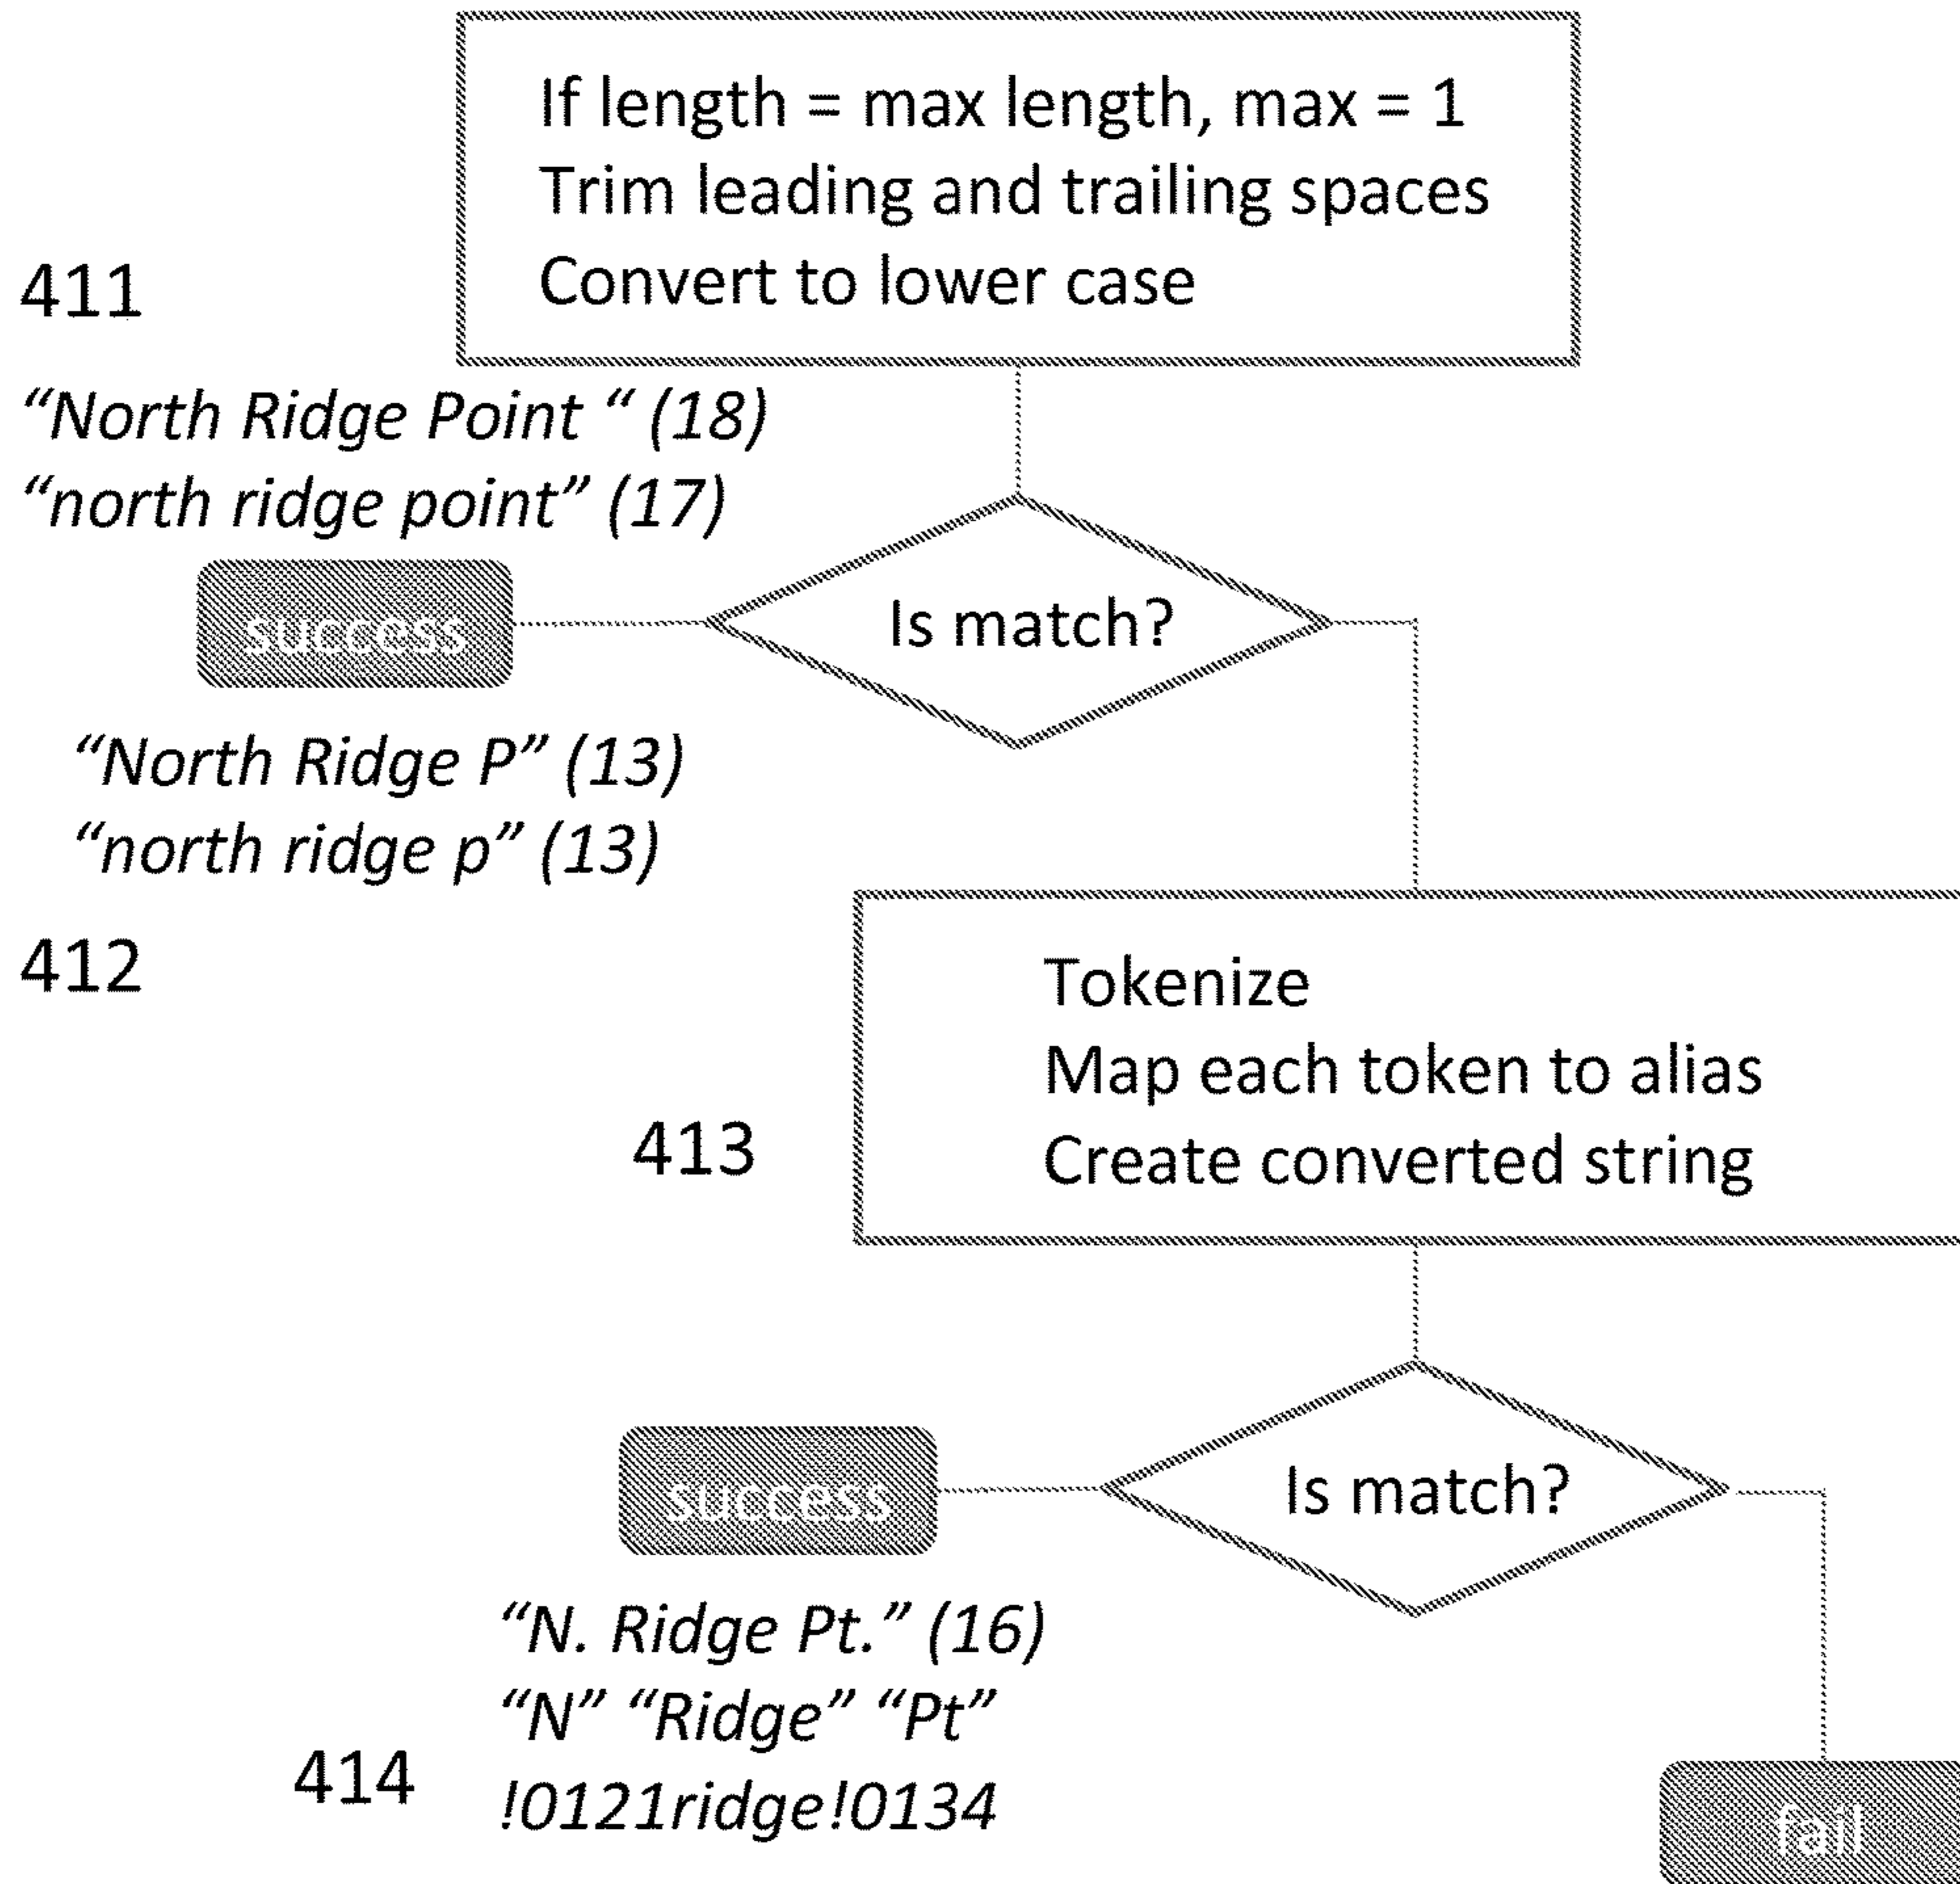 If length = max length, max = 1
Trim leading and trailing spaces
Convert to lower case
411
“North Ridge Point “ (18)
“north ridge point” (17)
success
Is match?
“North Ridge P” (13)
“north ridge p” (13)
412
Tokenize
Map each token to alias
Create converted string
413
success
Is match?
“N. Ridge Pt.” (16)
“N” “Ridge” “Pt”
!0121ridge!0134
414
fail